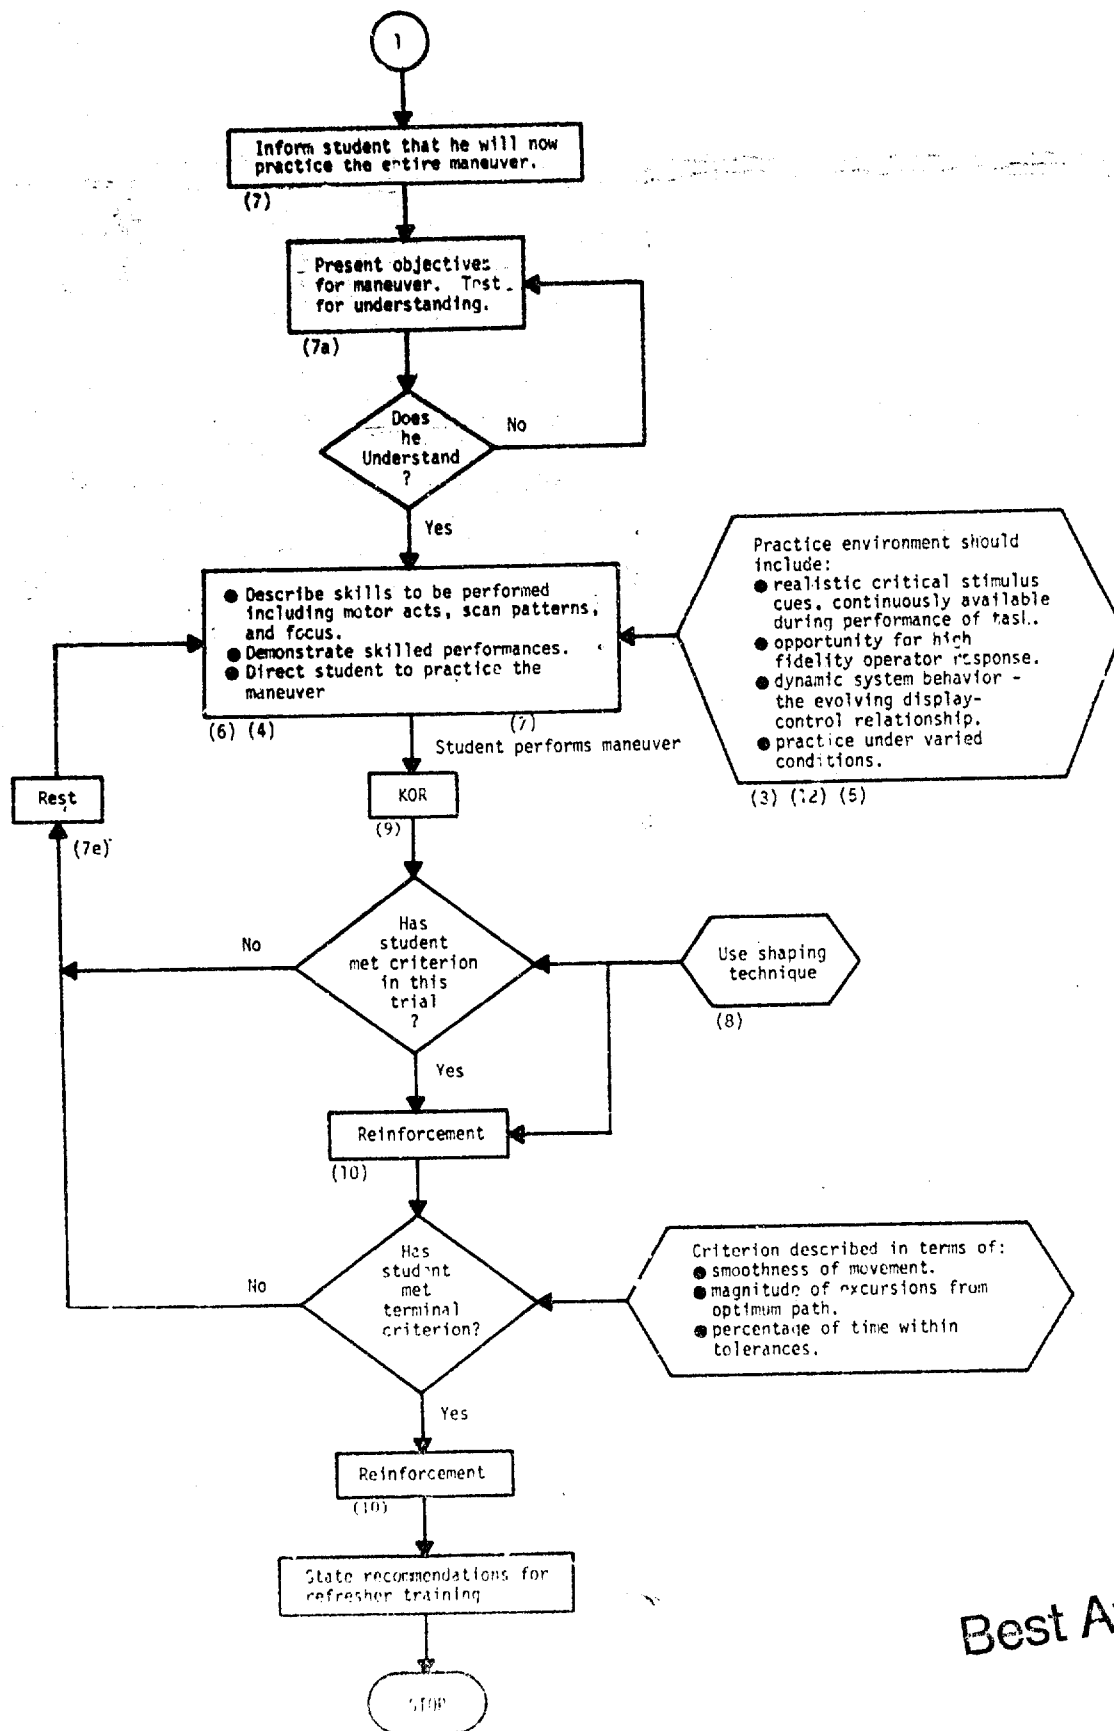 1
Inform student that he will now
practice the entire maneuver.
(7)
Present objectives
for maneuver. Test
for understanding.
(7a)
Does
he
Understand
?
No
Yes
Practice environment should
include:
● realistic critical stimulus
cues, continuously available
during performance of task.
● opportunity for high
fidelity operator response.
● dynamic system behavior -
the evolving display-
control relationship.
● practice under varied
conditions.
(3) (12) (5)
● Describe skills to be performed
including motor acts, scan patterns,
and focus.
● Demonstrate skilled performances.
● Direct student to practice the
maneuver
(6) (4)
(7)
Student performs maneuver
Rest
(7e)
KOR
(9)
Has
student
met criterion
in this
trial
?
No
Use shaping
technique
(8)
Yes
Reinforcement
(10)
Has
student
met
terminal
criterion?
No
Criterion described in terms of:
● smoothness of movement.
● magnitude of excursions from
optimum path.
● percentage of time within
tolerances.
Yes
Reinforcement
(10)
State recommendations for
refresher training
STOP
Best